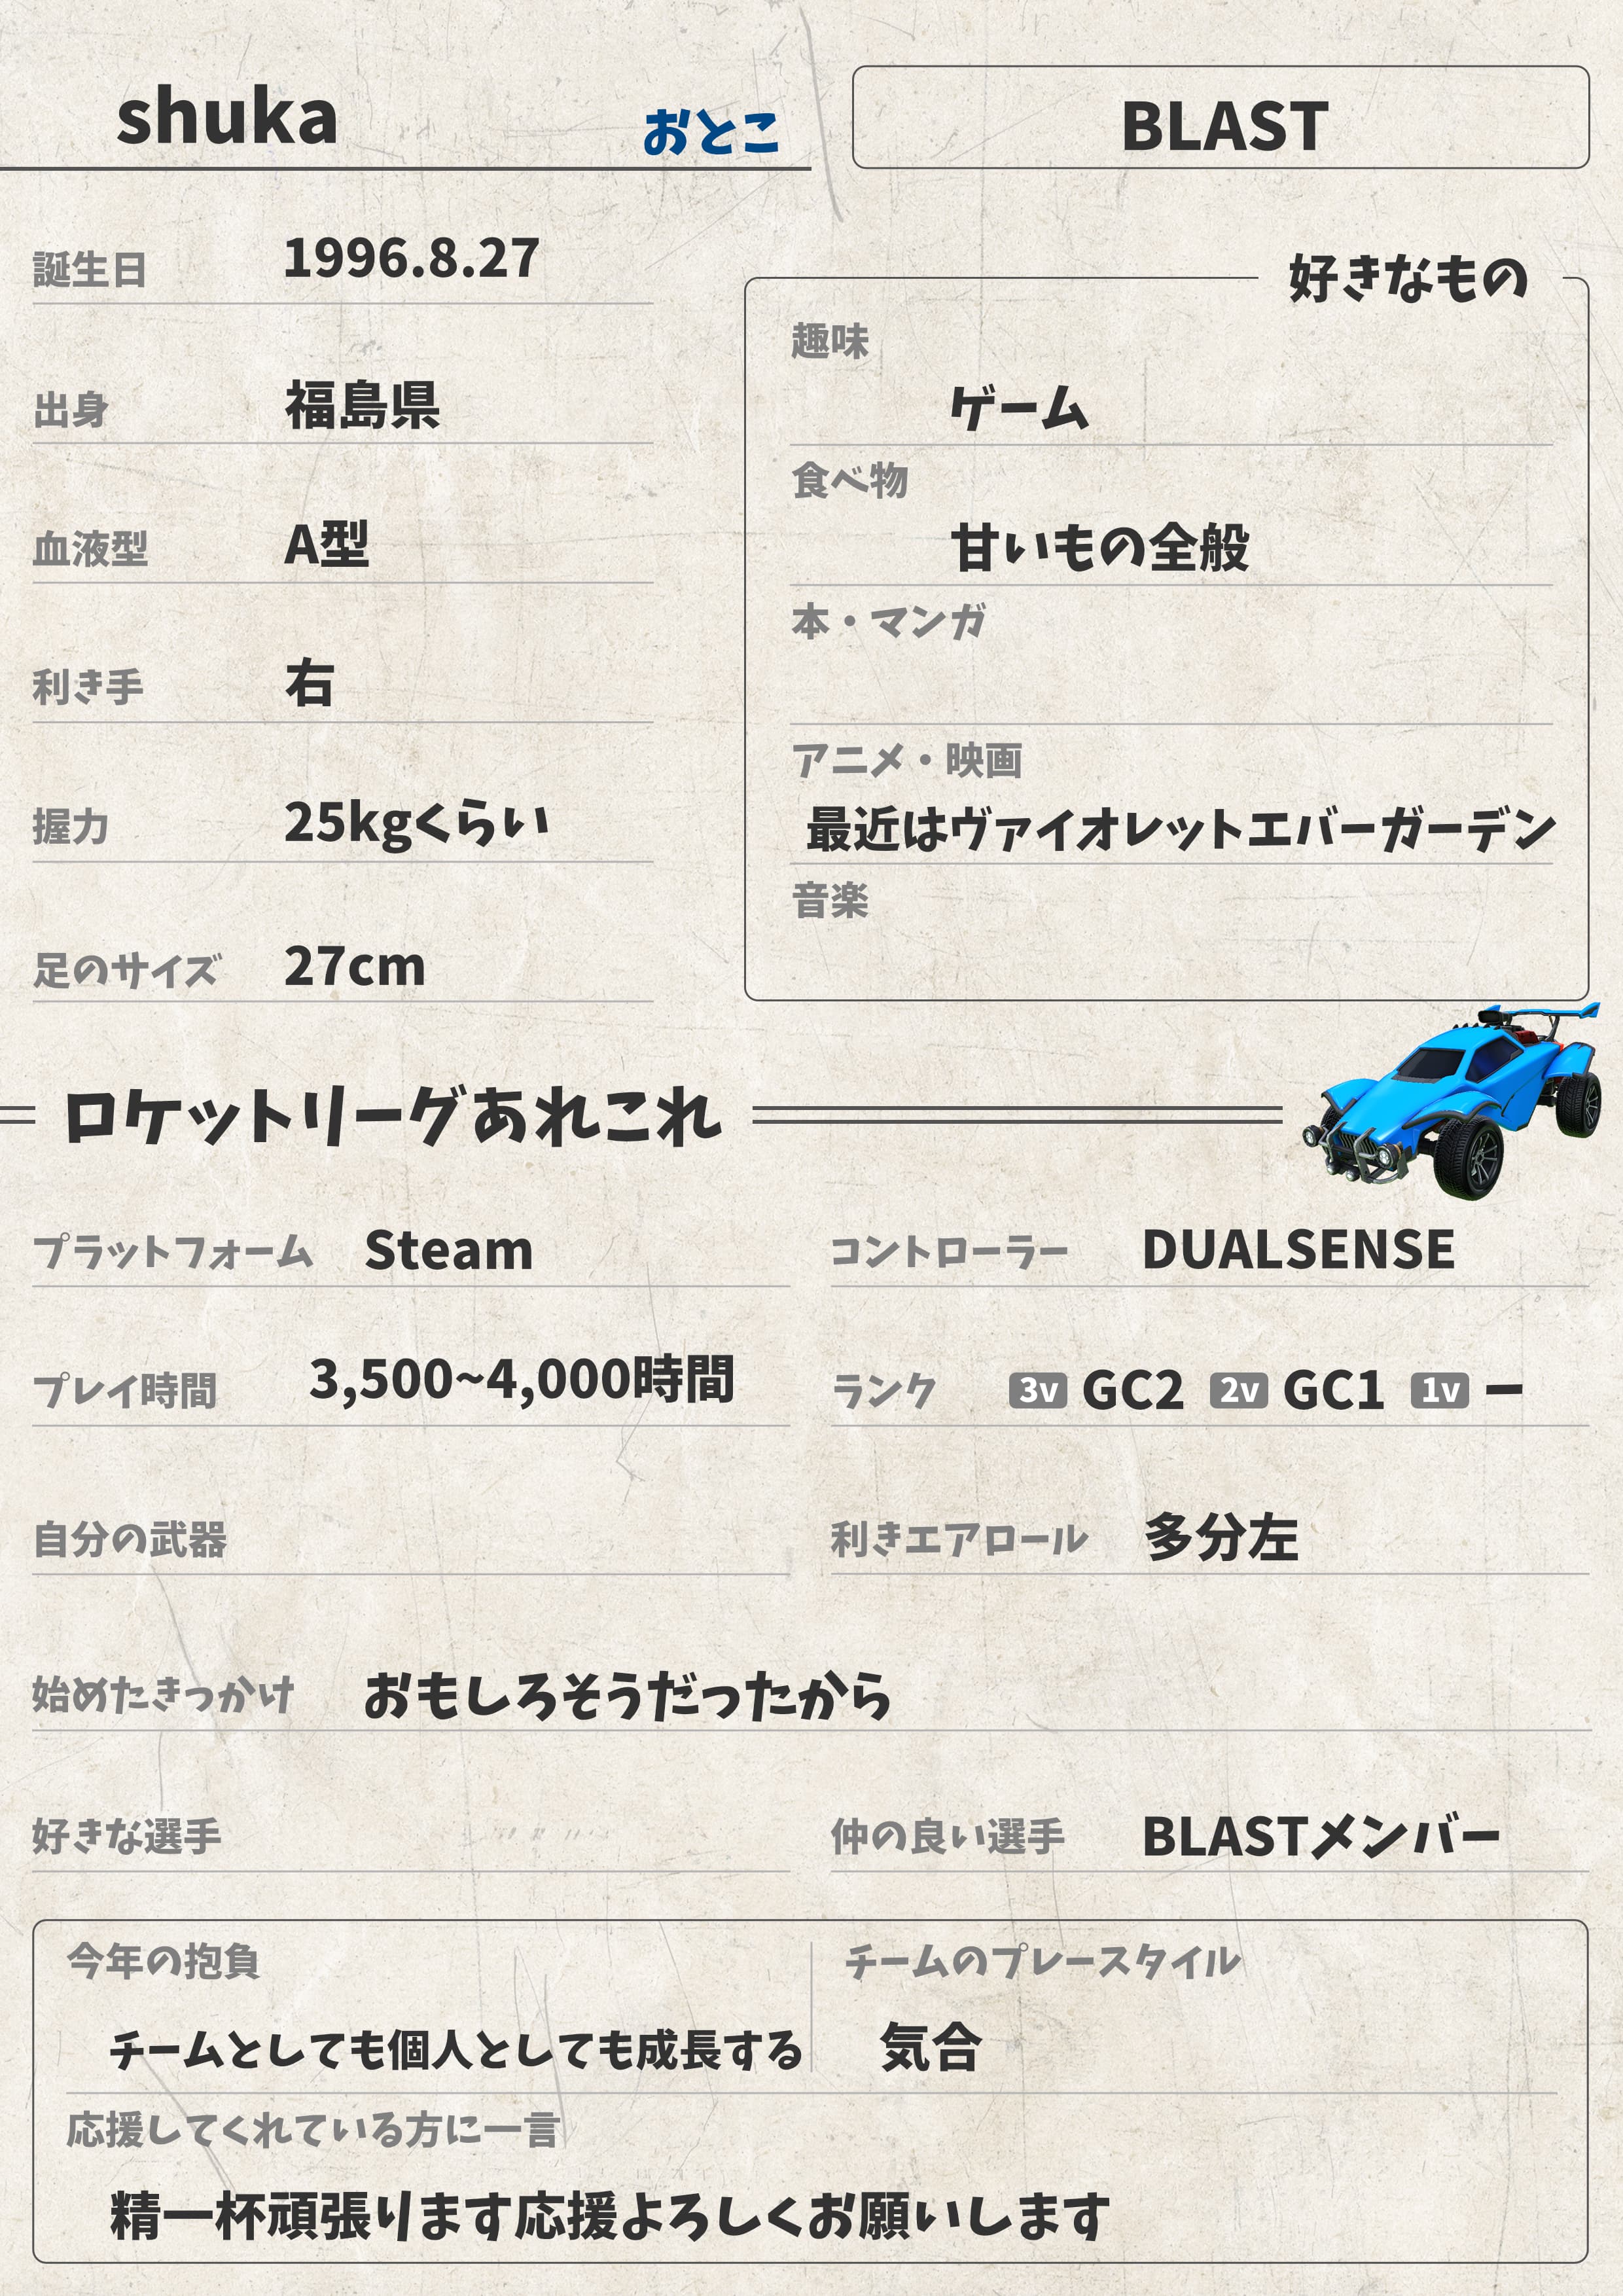 shuka おとこ
BLAST
誕生日 1996.8.27
出身 福島県
血液型 A型
利き手 右
握力 25kgくらい
足のサイズ 27cm
好きなもの
趣味
ゲーム
食べ物
甘いもの全般
本・マンガ
アニメ・映画
最近はヴァイオレットエバーガーデン
音楽
ロケットリーグあれこれ
プラットフォーム Steam
コントローラー DUALSENSE
プレイ時間 3,500~4,000時間
ランク 3v GC2 2v GC1 1v ー
自分の武器
利きエアロール 多分左
始めたきっかけ おもしろそうだったから
好きな選手
仲の良い選手 BLASTメンバー
今年の抱負
チームとしても個人としても成長する
チームのプレースタイル
気合
応援してくれている方に一言
精一杯頑張ります応援よろしくお願いします